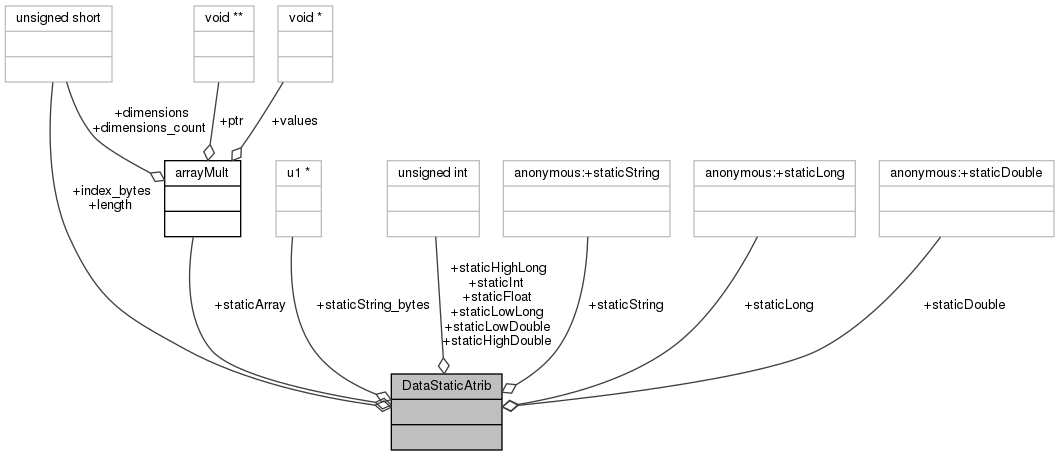 unsigned short
void **
void *
+dimensions
+dimensions_count
+ptr
+values
arrayMult
u1 *
unsigned int
anonymous:+staticString
anonymous:+staticLong
anonymous:+staticDouble
+index_bytes
+length
+staticArray
+staticString_bytes
+staticHighLong
+staticInt
+staticFloat
+staticLowLong
+staticLowDouble
+staticHighDouble
+staticString
+staticLong
+staticDouble
DataStaticAtrib